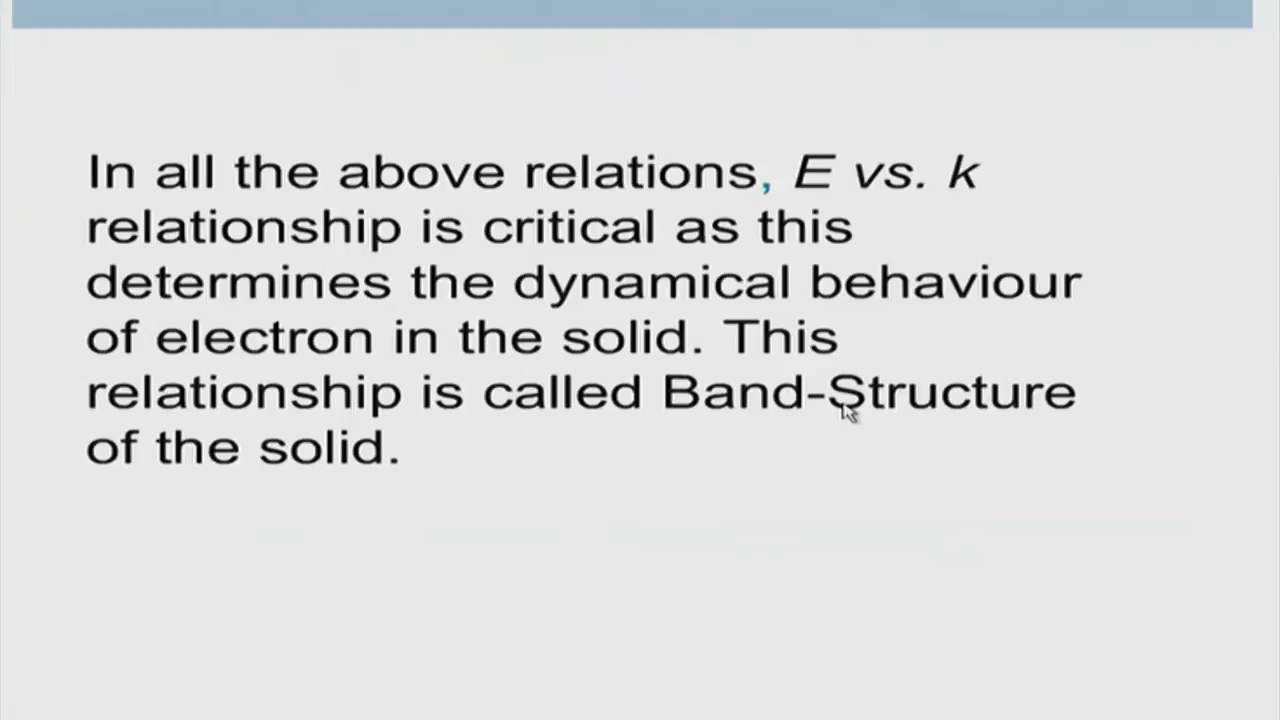 In all the above relations, E vs. k
relationship is critical as this
determines the dynamical behaviour
of electron in the solid. This
relationship is called Band-Structure
of the solid.